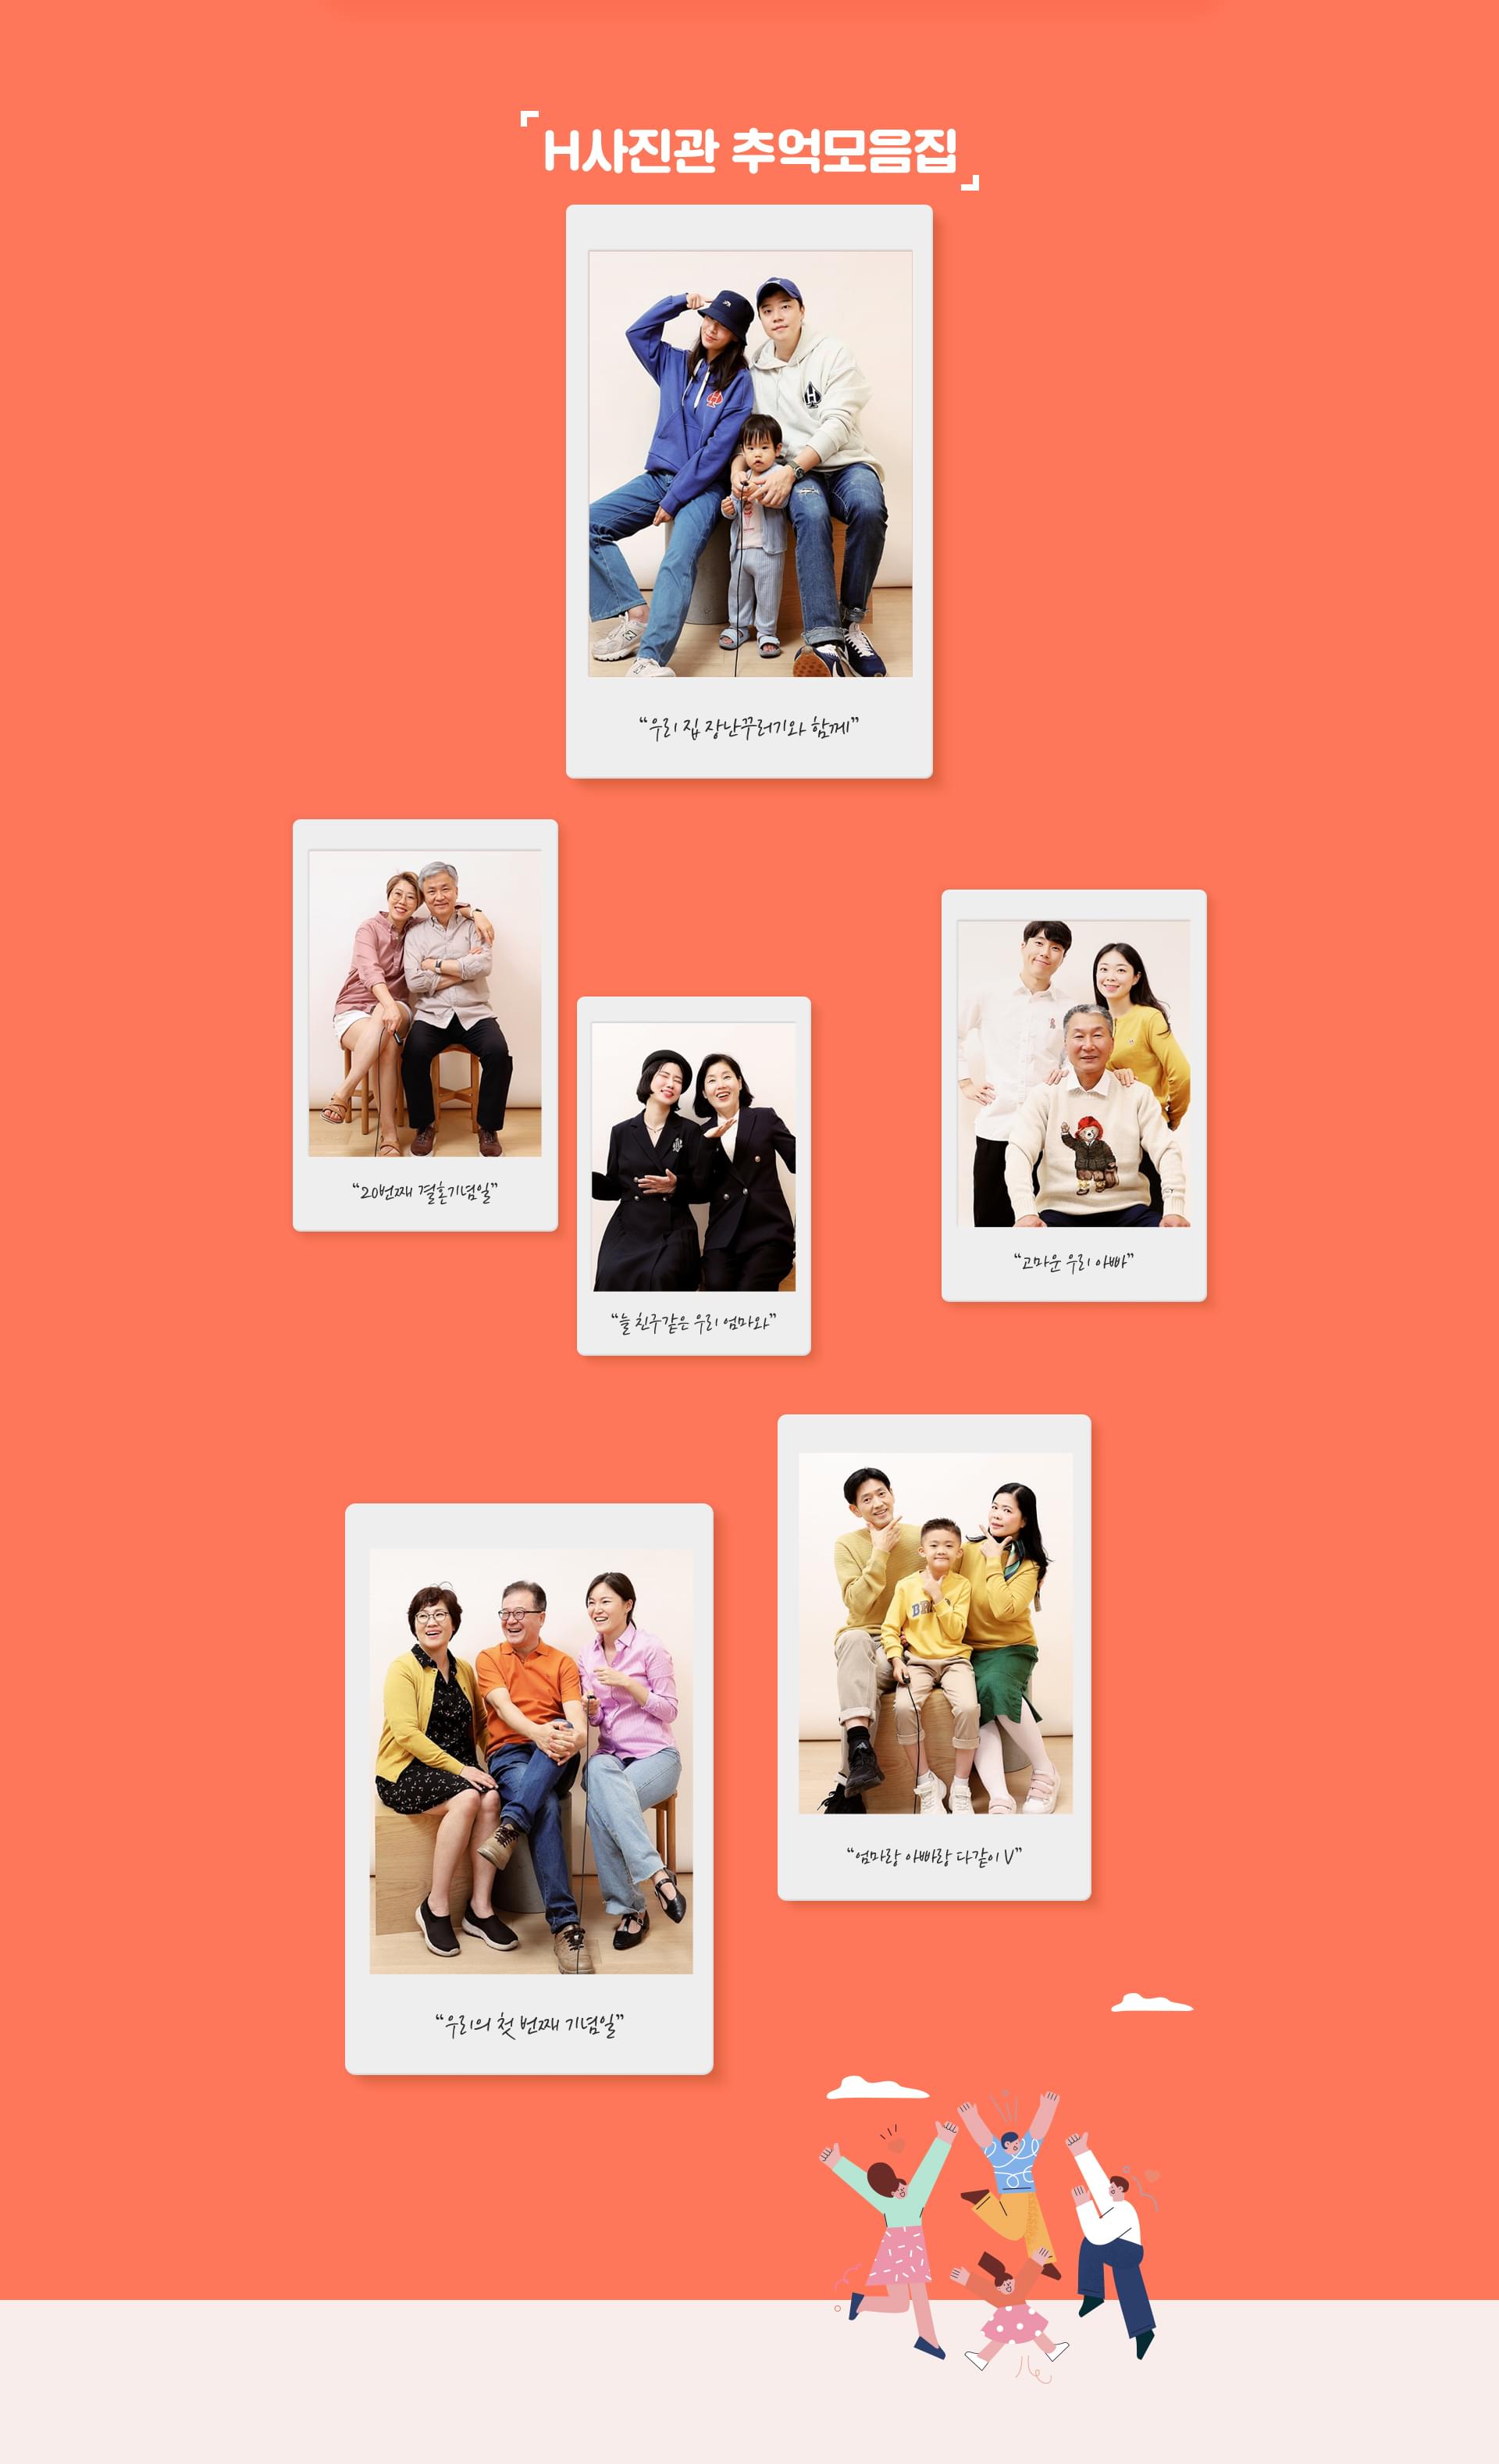 H사진관 추억모음집
“우리 집 장난꾸러기와 함께”
“20번째 결혼기념일”
“늘 친구같은 우리 엄마와”
“고마운 우리 아빠”
“엄마랑 아빠랑 다같이 V”
“우리의 첫 번째 기념일”